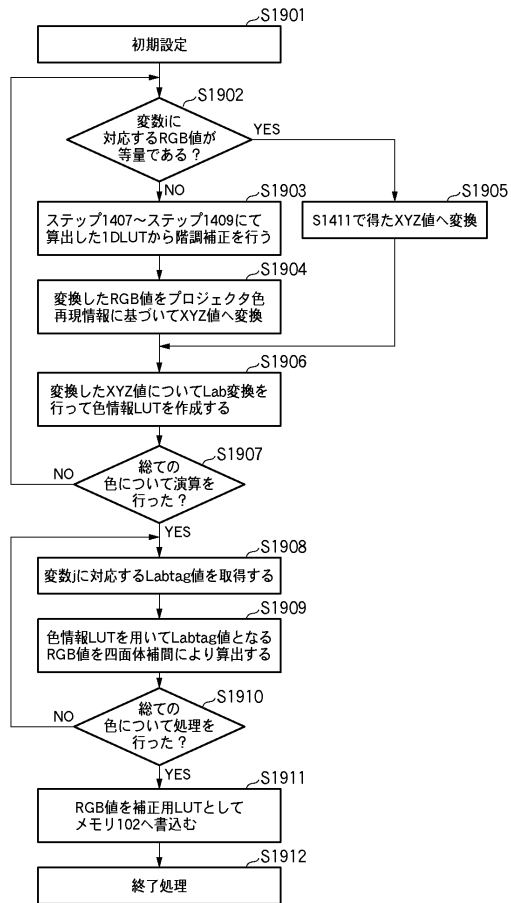 S1901
初期設定
S1902
変数iに
対応するRGB値が
等量である?
YES
NO
S1903
ステップ1407～ステップ1409にて
算出した1DLUTから階調補正を行う
S1905
S1411で得たXYZ値へ変換
S1904
変換したRGB値をプロジェクタ色
再現情報に基づいてXYZ値へ変換
S1906
変換したXYZ値についてLab変換を
行って色情報LUTを作成する
S1907
総ての
色について演算を
行った?
NO
YES
S1908
変数jに対応するLabtag値を取得する
S1909
色情報LUTを用いてLabtag値となる
RGB値を四面体補間により算出する
S1910
総ての
色について処理を
行った?
NO
YES
S1911
RGB値を補正用LUTとして
メモリ102へ書込む
S1912
終了処理